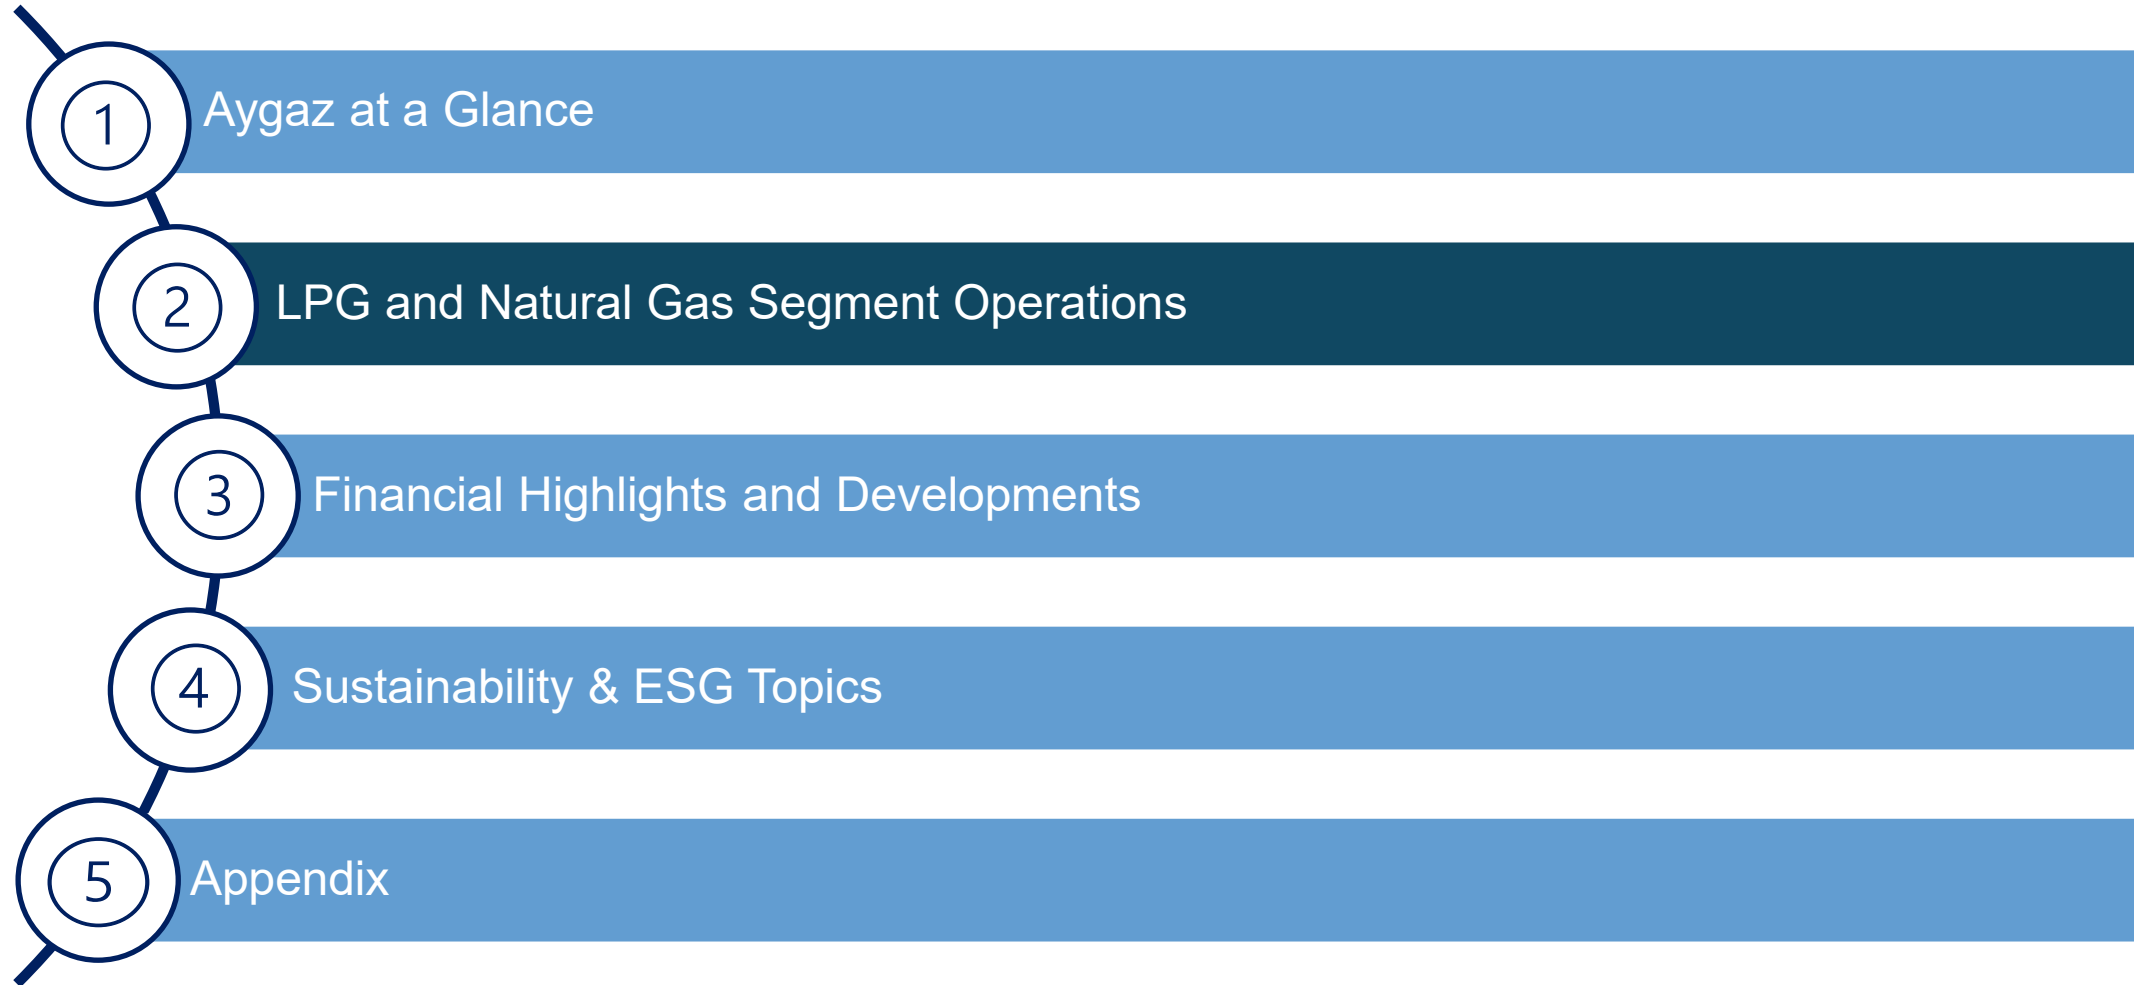 1
Aygaz at a Glance
2
LPG and Natural Gas Segment Operations
3
Financial Highlights and Developments
4
Sustainability & ESG Topics
5
Appendix